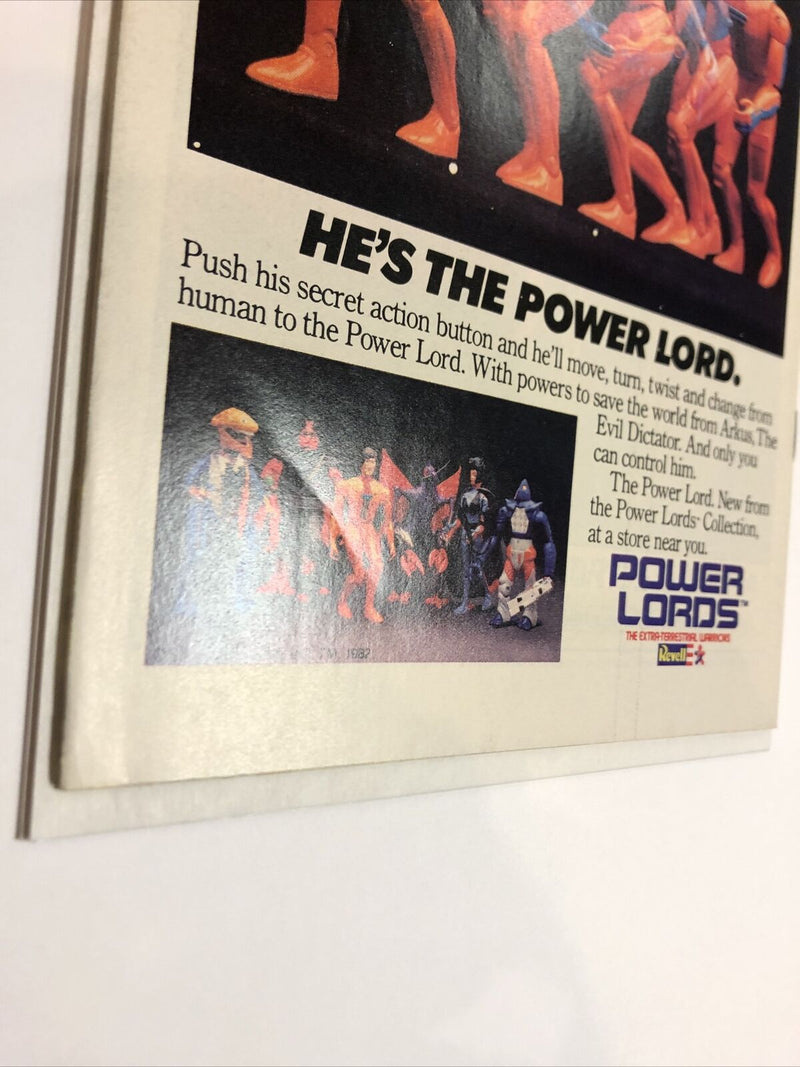 HE'S THE POWER LORD.
Push his secret action button and he'll move, turn, twist and change from
human to the Power Lord. With powers to save the world from Arkus, The
Evil Dictator. And only you
can control him.
The Power Lord. New from
the Power Lords™ Collection,
at a store near you.
POWER
LORDS™
THE EXTRA-TERRESTRIAL WARRIORS
Revell
1982